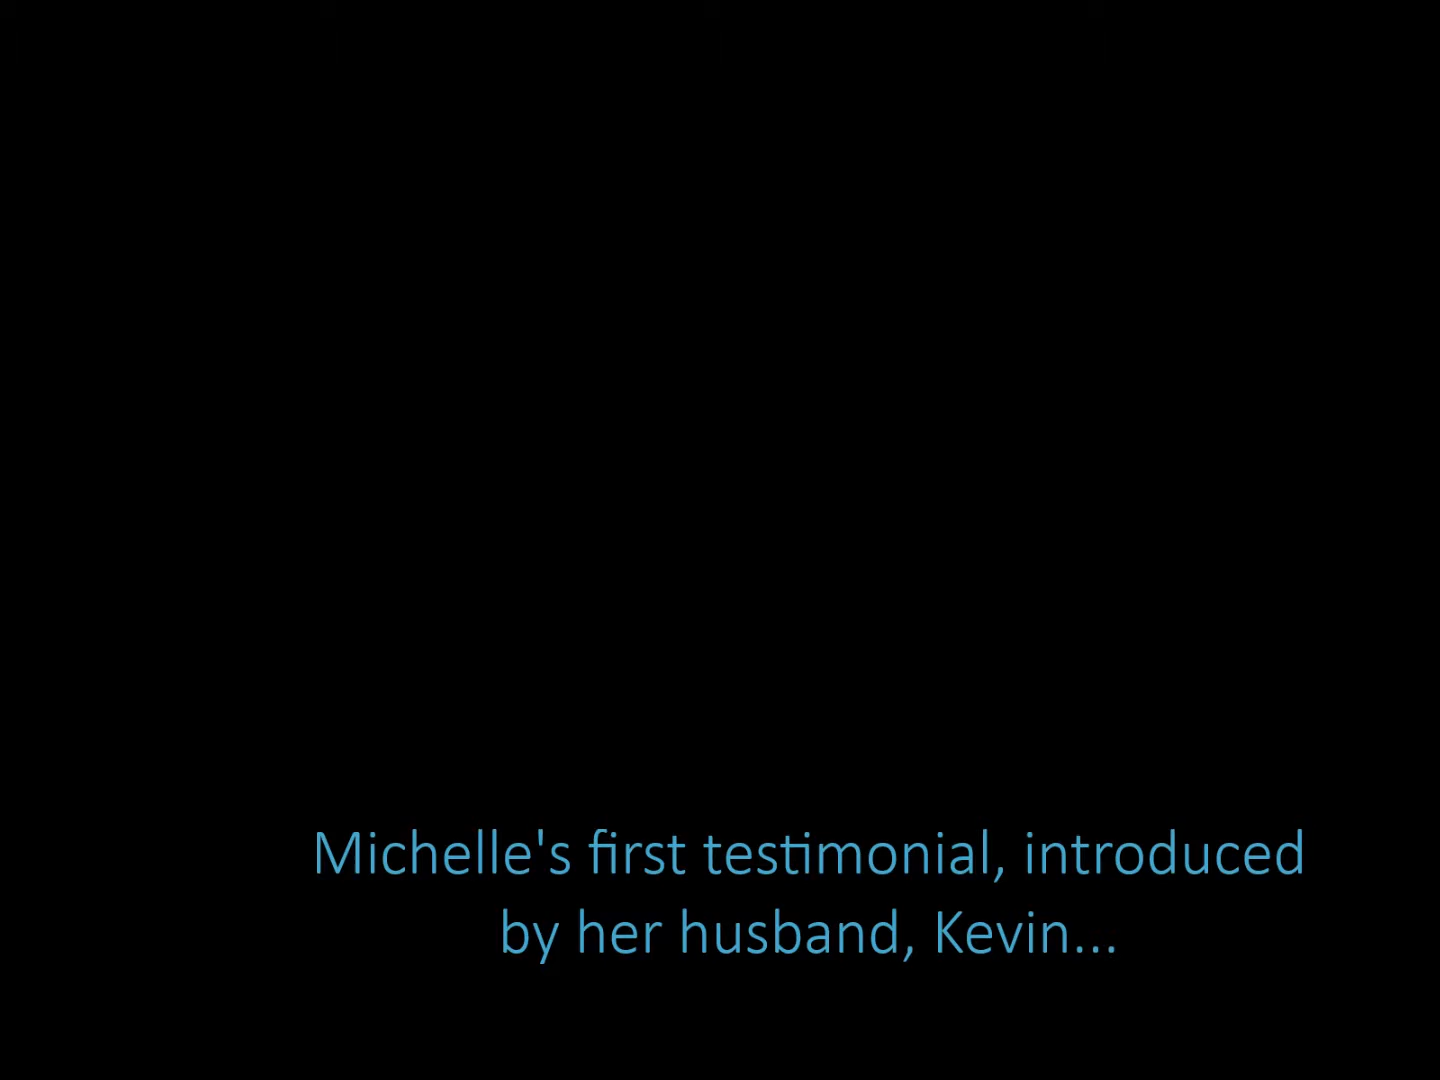 Michelle's first testimonial, introduced
by her husband, Kevin...